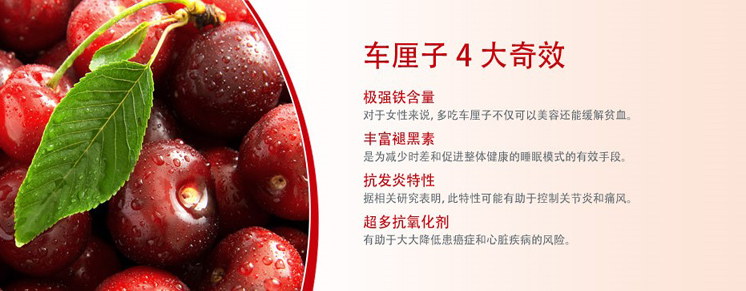 车厘子 4 大奇效
极强铁含量
对于女性来说, 多吃车厘子不仅可以美容还能缓解贫血。
丰富褪黑素
是为减少时差和促进整体健康的睡眠模式的有效手段。
抗发炎特性
据相关研究表明, 此特性可能有助于控制关节炎和痛风。
超多抗氧化剂
有助于大大降低患癌症和心脏疾病的风险。